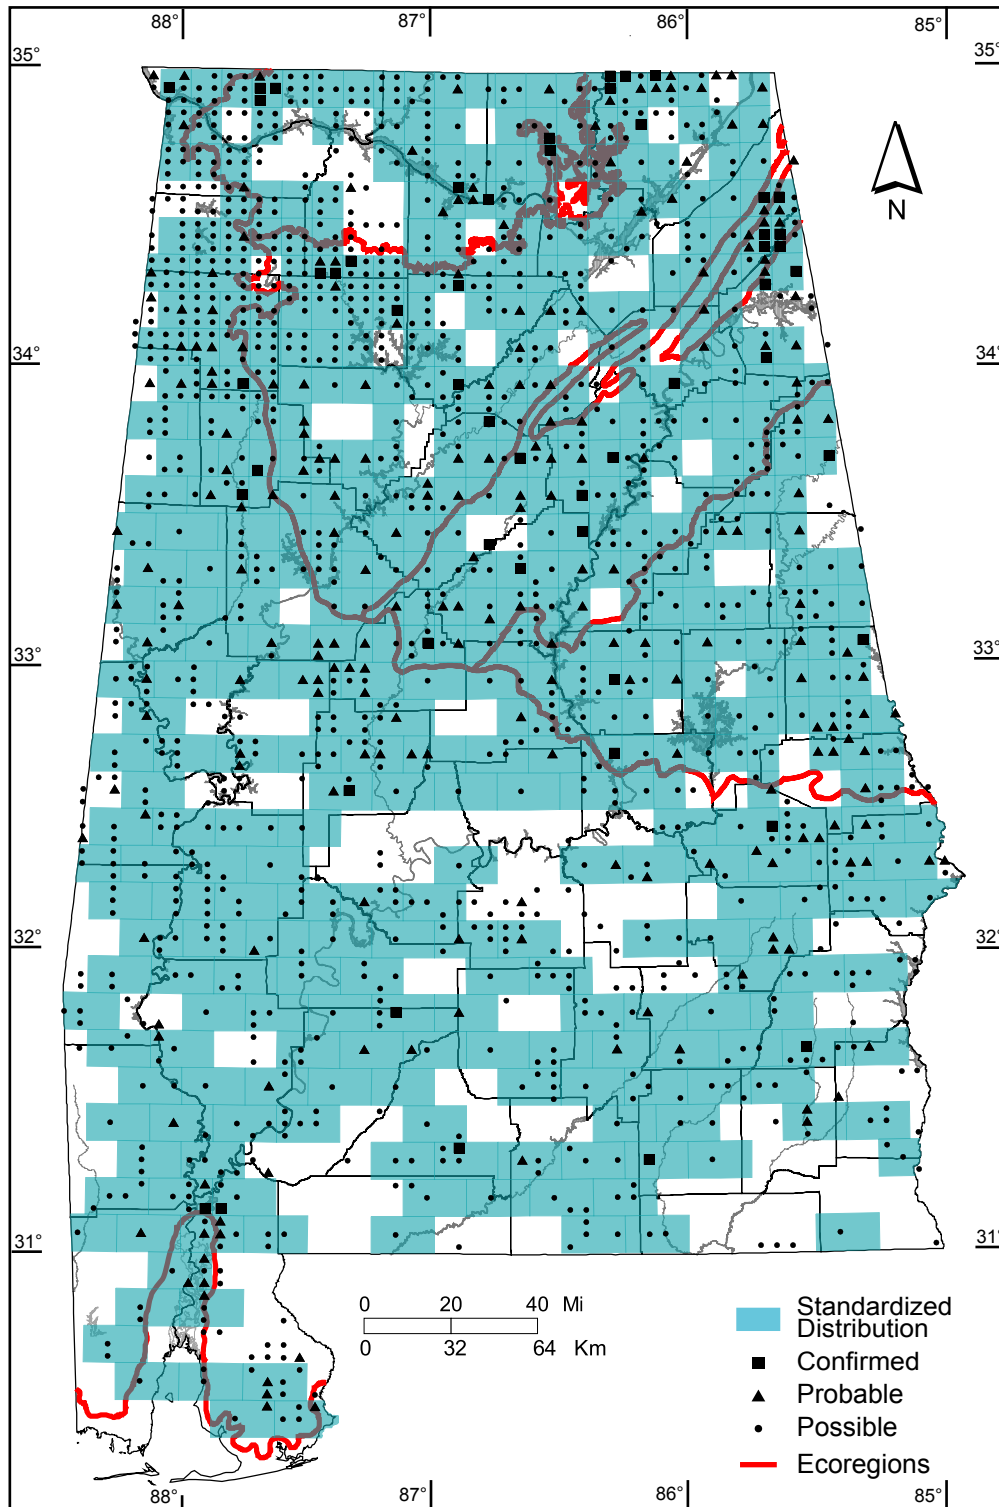 88° 87° 86° 85°
35° 35°
N
34° 34°
33° 33°
32° 32°
31° 31°
0 20 40 Mi
0 32 64 Km
Standardized
Distribution
Confirmed
Probable
Possible
Ecoregions
88° 87° 86° 85°